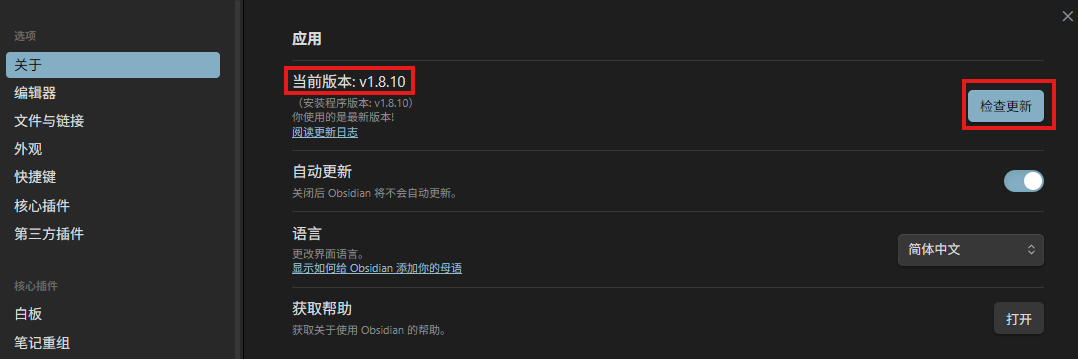 选项
关于
编辑器
文件与链接
外观
快捷键
核心插件
第三方插件
核心插件
白板
笔记重组
应用
当前版本: v1.8.10
（安装程序版本: v1.8.10）
你使用的是最新版本!
阅读更新日志
检查更新
自动更新
关闭后 Obsidian 将不会自动更新。
语言
更改界面语言。
显示如何给 Obsidian 添加你的母语
简体中文
获取帮助
获取关于使用 Obsidian 的帮助。
打开